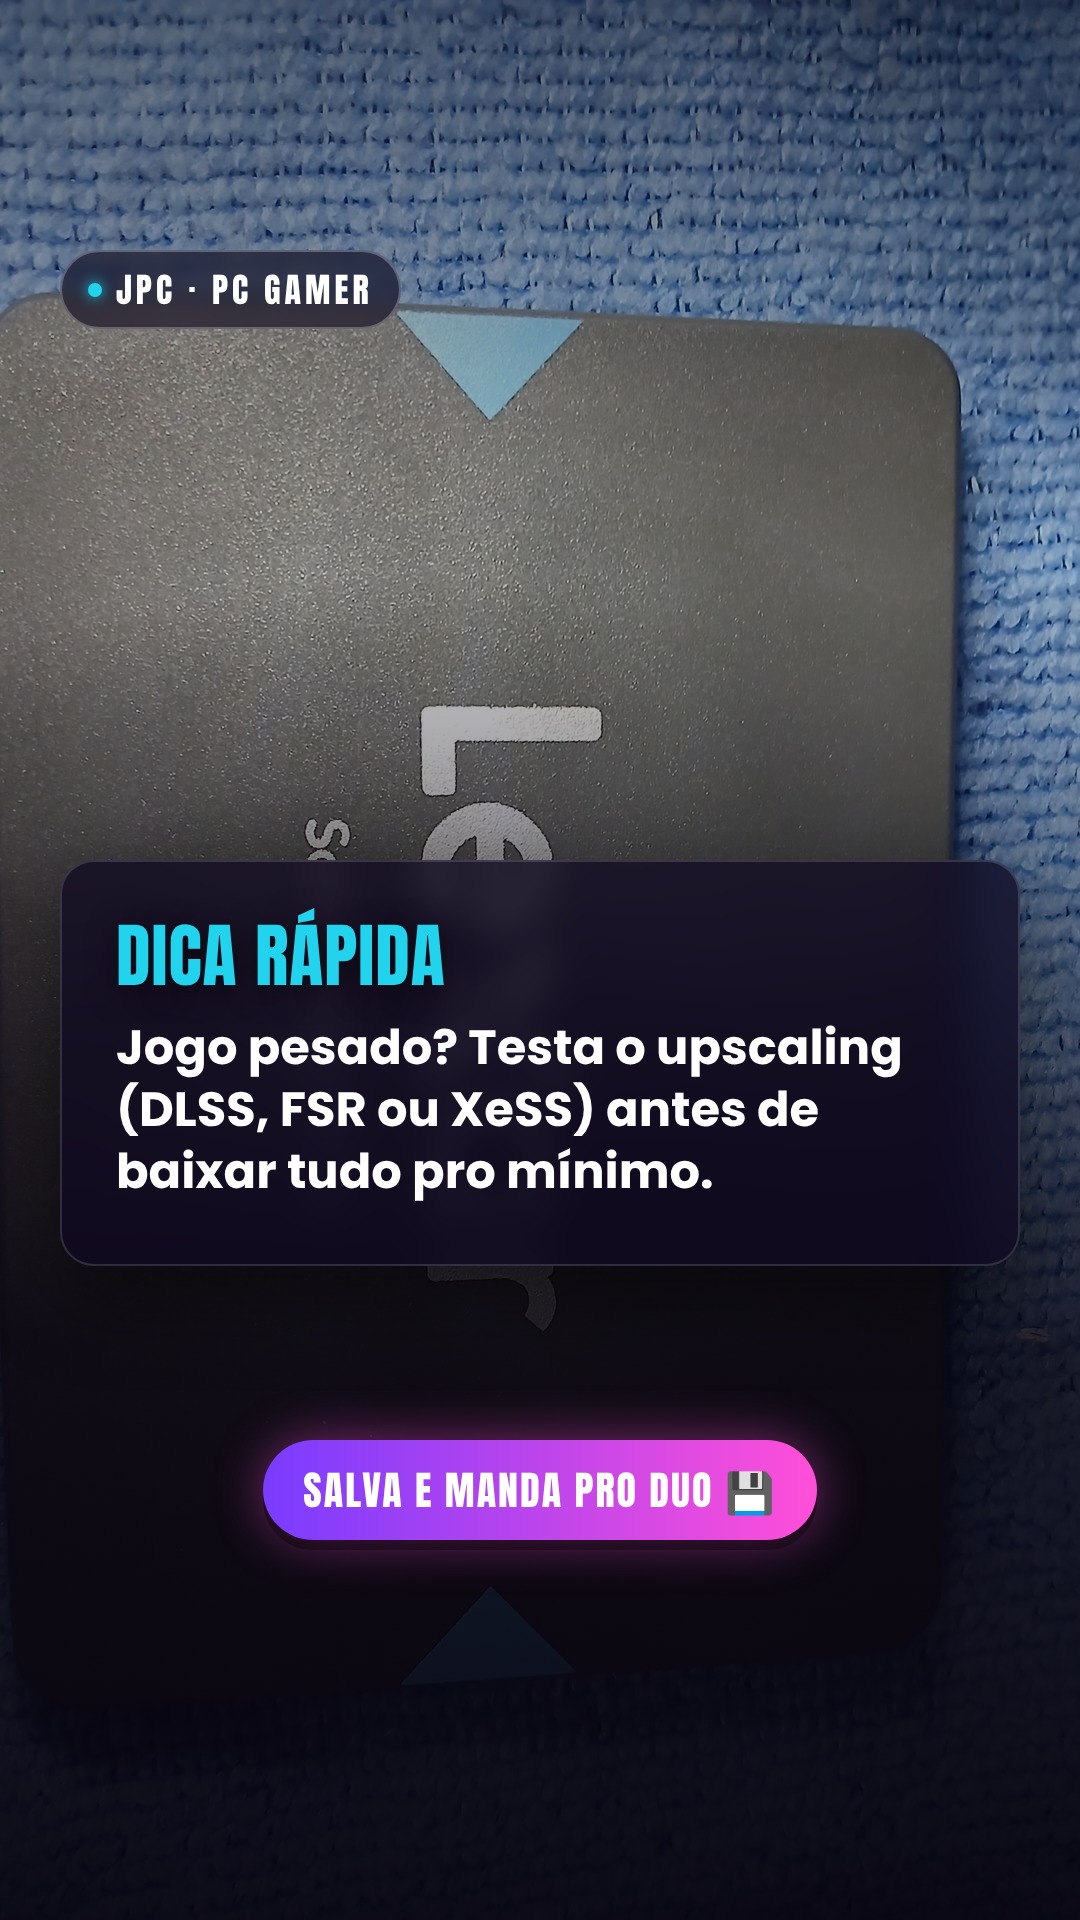 JPC · PC GAMER
DICA RÁPIDA
Jogo pesado? Testa o upscaling
(DLSS, FSR ou XeSS) antes de
baixar tudo pro mínimo.
SALVA E MANDA PRO DUO 💾